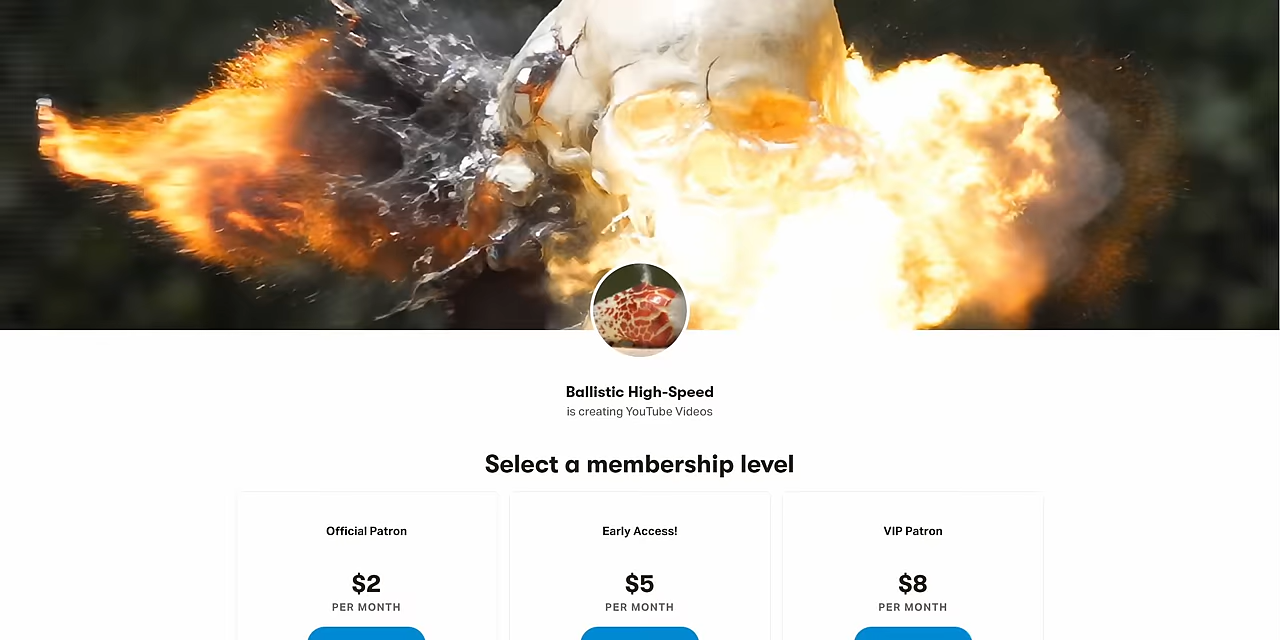 Ballistic High-Speed
is creating YouTube Videos
Select a membership level
Official Patron
Early Access!
VIP Patron
$2
$5
$8
PER MONTH
PER MONTH
PER MONTH